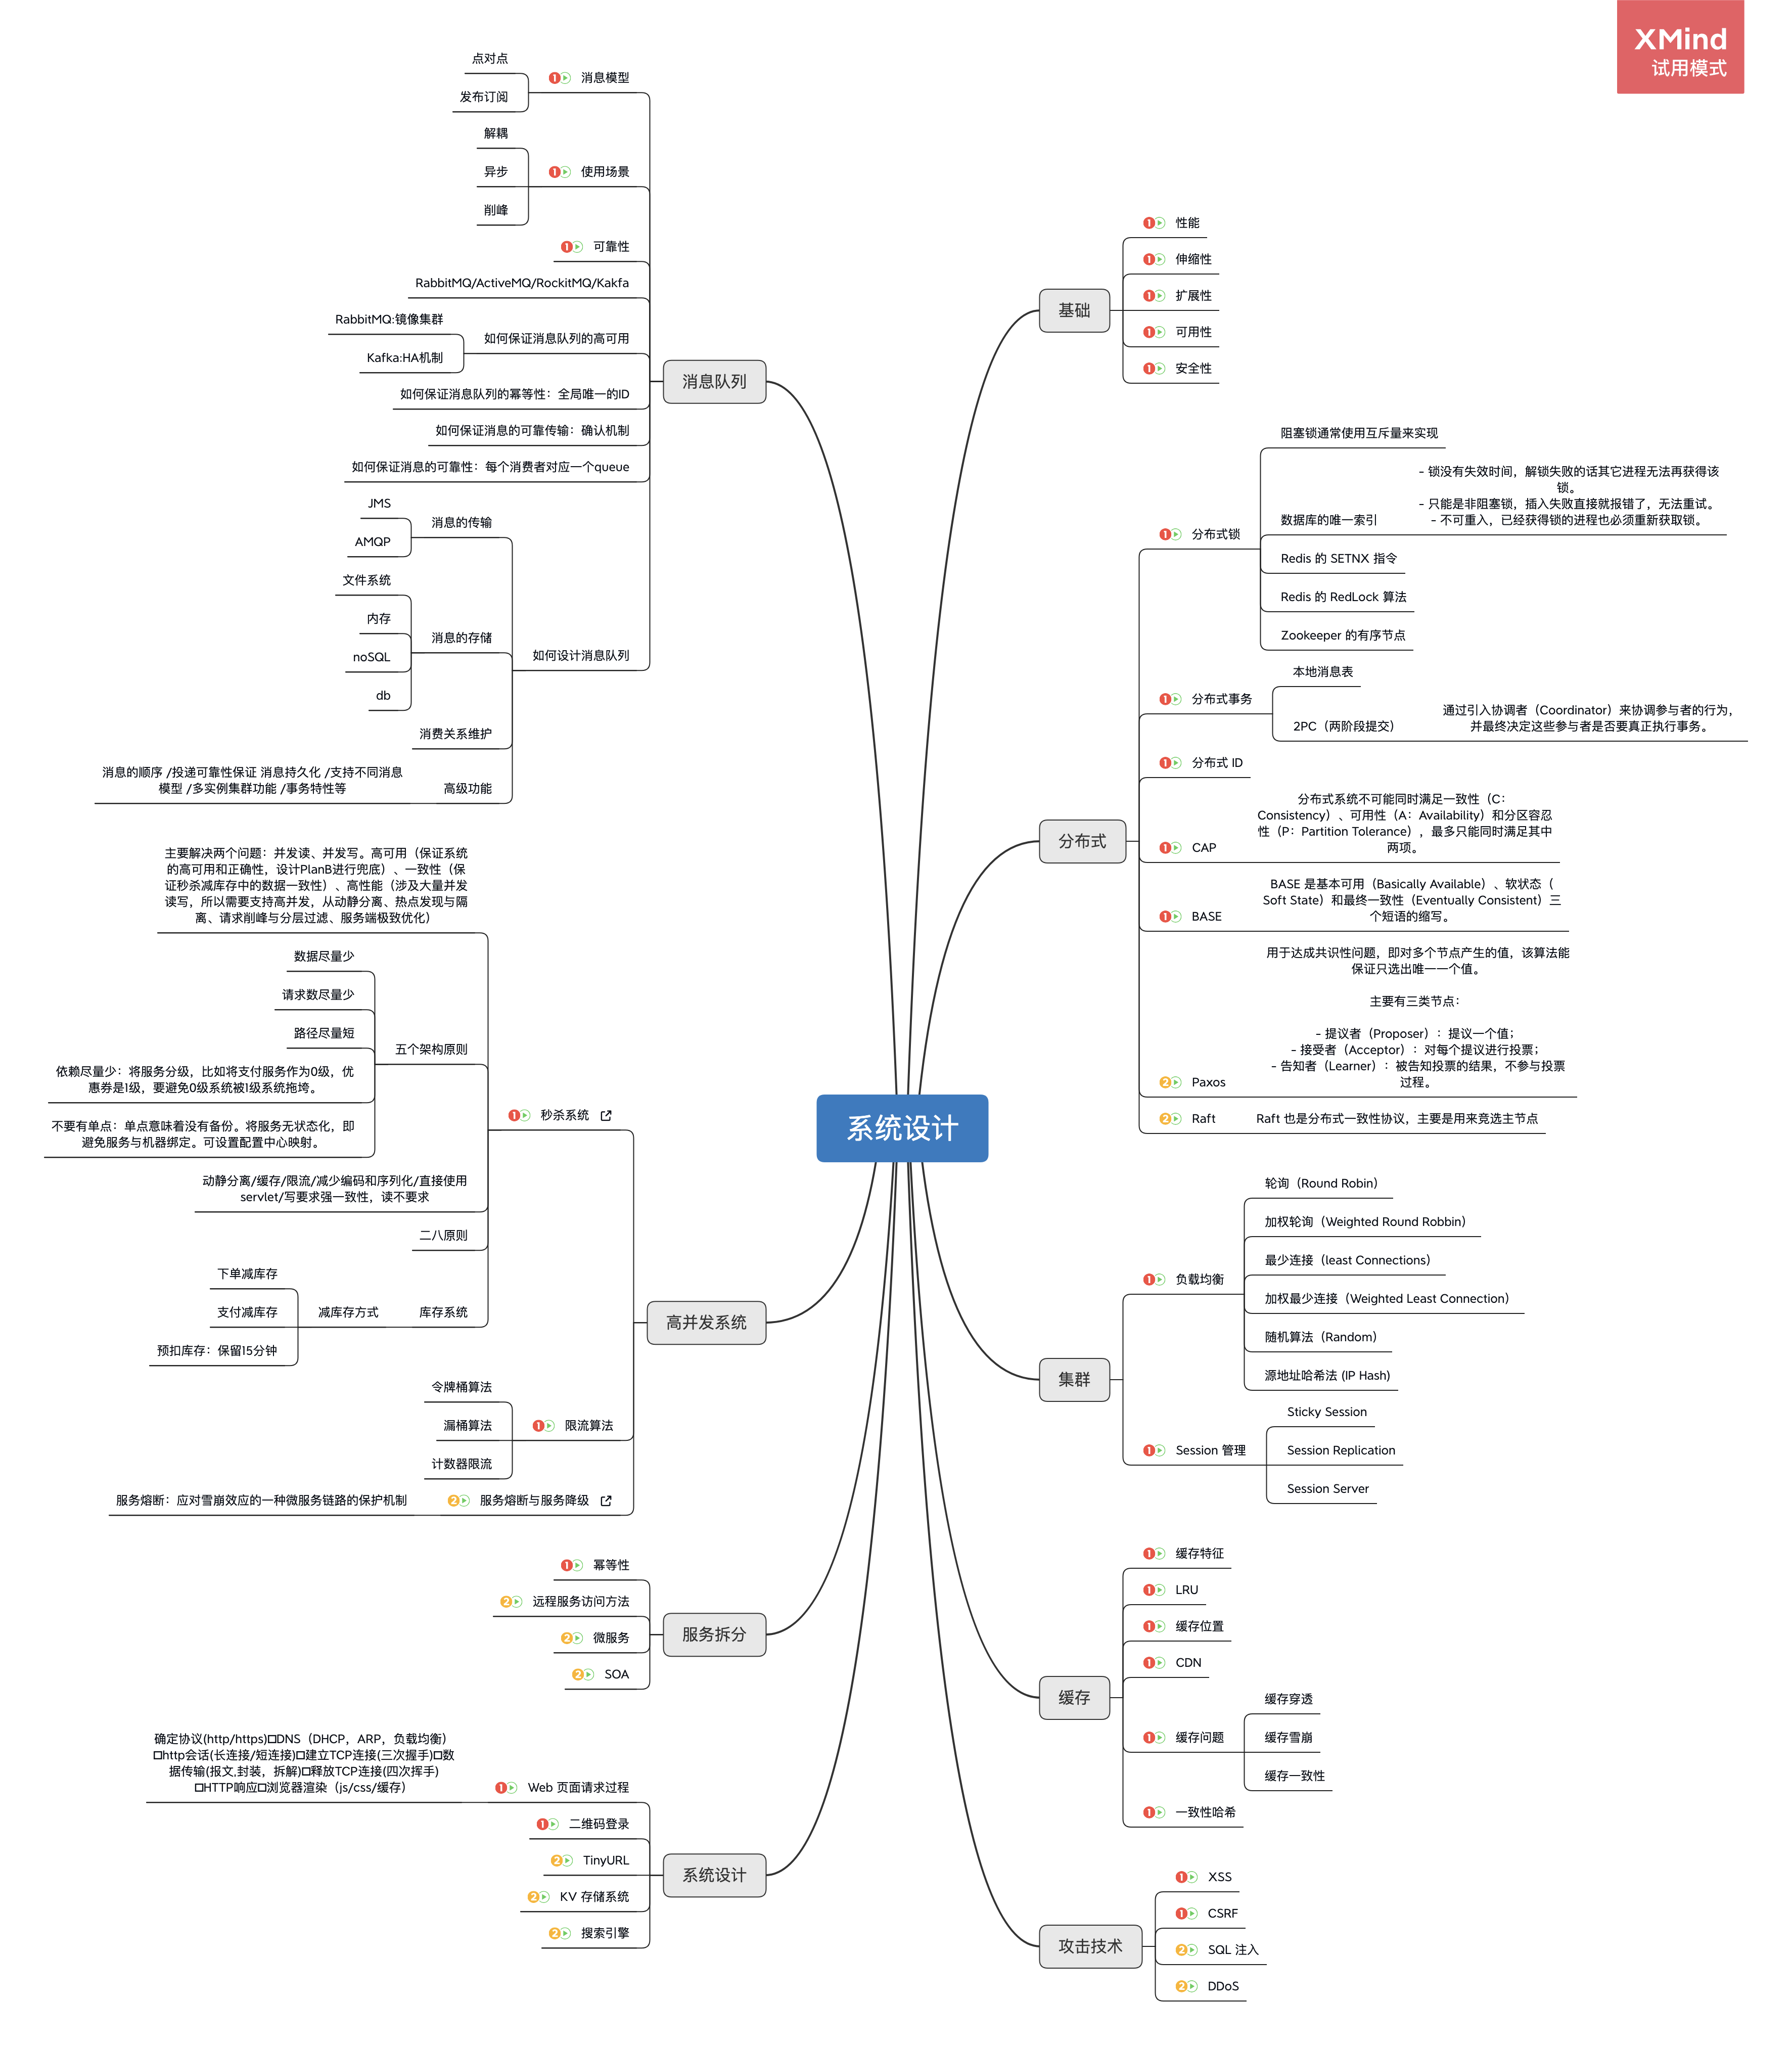 XMind
试用模式
系统设计
基础
性能
伸缩性
扩展性
可用性
安全性
分布式
分布式锁
阻塞锁通常使用互斥量来实现
数据库的唯一索引
- 锁没有失效时间，解锁失败的话其它进程无法再获得该
锁。
- 只能是非阻塞锁，插入失败直接就报错了，无法重试。
- 不可重入，已经获得锁的进程也必须重新获取锁。
Redis 的 SETNX 指令
Redis 的 RedLock 算法
Zookeeper 的有序节点
分布式事务
本地消息表
2PC（两阶段提交）
通过引入协调者（Coordinator）来协调参与者的行为，
并最终决定这些参与者是否要真正执行事务。
分布式 ID
CAP
分布式系统不可能同时满足一致性（C：
Consistency）、可用性（A：Availability）和分区容忍
性（P：Partition Tolerance），最多只能同时满足其中
两项。
BASE
BASE 是基本可用（Basically Available）、软状态（
Soft State）和最终一致性（Eventually Consistent）三
个短语的缩写。
Paxos
用于达成共识性问题，即对多个节点产生的值，该算法能
保证只选出唯一一个值。
主要有三类节点：
- 提议者（Proposer）：提议一个值；
- 接受者（Acceptor）：对每个提议进行投票；
- 告知者（Learner）：被告知投票的结果，不参与投票
过程。
Raft
Raft 也是分布式一致性协议，主要是用来竞选主节点
集群
负载均衡
轮询（Round Robin）
加权轮询（Weighted Round Robbin）
最少连接（least Connections）
加权最少连接（Weighted Least Connection）
随机算法（Random）
源地址哈希法 (IP Hash)
Session 管理
Sticky Session
Session Replication
Session Server
缓存
缓存特征
LRU
缓存位置
CDN
缓存问题
缓存穿透
缓存雪崩
缓存一致性
一致性哈希
攻击技术
XSS
CSRF
SQL 注入
DDoS
消息队列
消息模型
点对点
发布订阅
使用场景
解耦
异步
削峰
可靠性
RabbitMQ/ActiveMQ/RockitMQ/Kakfa
如何保证消息队列的高可用
RabbitMQ:镜像集群
Kafka:HA机制
如何保证消息队列的幂等性：全局唯一的ID
如何保证消息的可靠传输：确认机制
如何保证消息的可靠性：每个消费者对应一个queue
如何设计消息队列
消息的传输
JMS
AMQP
消息的存储
文件系统
内存
noSQL
db
消费关系维护
高级功能
消息的顺序 /投递可靠性保证 消息持久化 /支持不同消息
模型 /多实例集群功能 /事务特性等
高并发系统
秒杀系统
主要解决两个问题：并发读、并发写。高可用（保证系统
的高可用和正确性，设计PlanB进行兜底）、一致性（保
证秒杀减库存中的数据一致性）、高性能（涉及大量并发
读写，所以需要支持高并发，从动静分离、热点发现与隔
离、请求削峰与分层过滤、服务端极致优化）
五个架构原则
数据尽量少
请求数尽量少
路径尽量短
依赖尽量少：将服务分级，比如将支付服务作为0级，优
惠券是1级，要避免0级系统被1级系统拖垮。
不要有单点：单点意味着没有备份。将服务无状态化，即
避免服务与机器绑定。可设置配置中心映射。
动静分离/缓存/限流/减少编码和序列化/直接使用
servlet/写要求强一致性，读不要求
二八原则
库存系统
减库存方式
下单减库存
支付减库存
预扣库存：保留15分钟
限流算法
令牌桶算法
漏桶算法
计数器限流
服务熔断与服务降级
服务熔断：应对雪崩效应的一种微服务链路的保护机制
服务拆分
幂等性
远程服务访问方法
微服务
SOA
系统设计
Web 页面请求过程
确定协议(http/https)□DNS（DHCP，ARP，负载均衡）
□http会话(长连接/短连接)□建立TCP连接(三次握手)□数
据传输(报文,封装，拆解)□释放TCP连接(四次挥手)
□HTTP响应□浏览器渲染（js/css/缓存）
二维码登录
TinyURL
KV 存储系统
搜索引擎